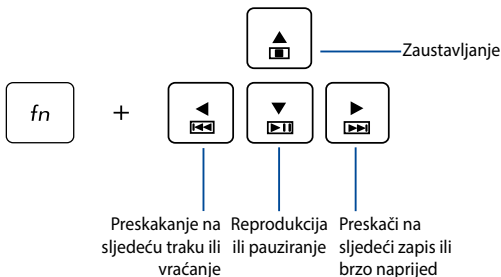 Zaustavljanje
fn +
Preskakanje na
sljedeću traku ili
vraćanje
Reprodukcija
ili pauziranje
Preskači na
sljedeći zapis ili
brzo naprijed